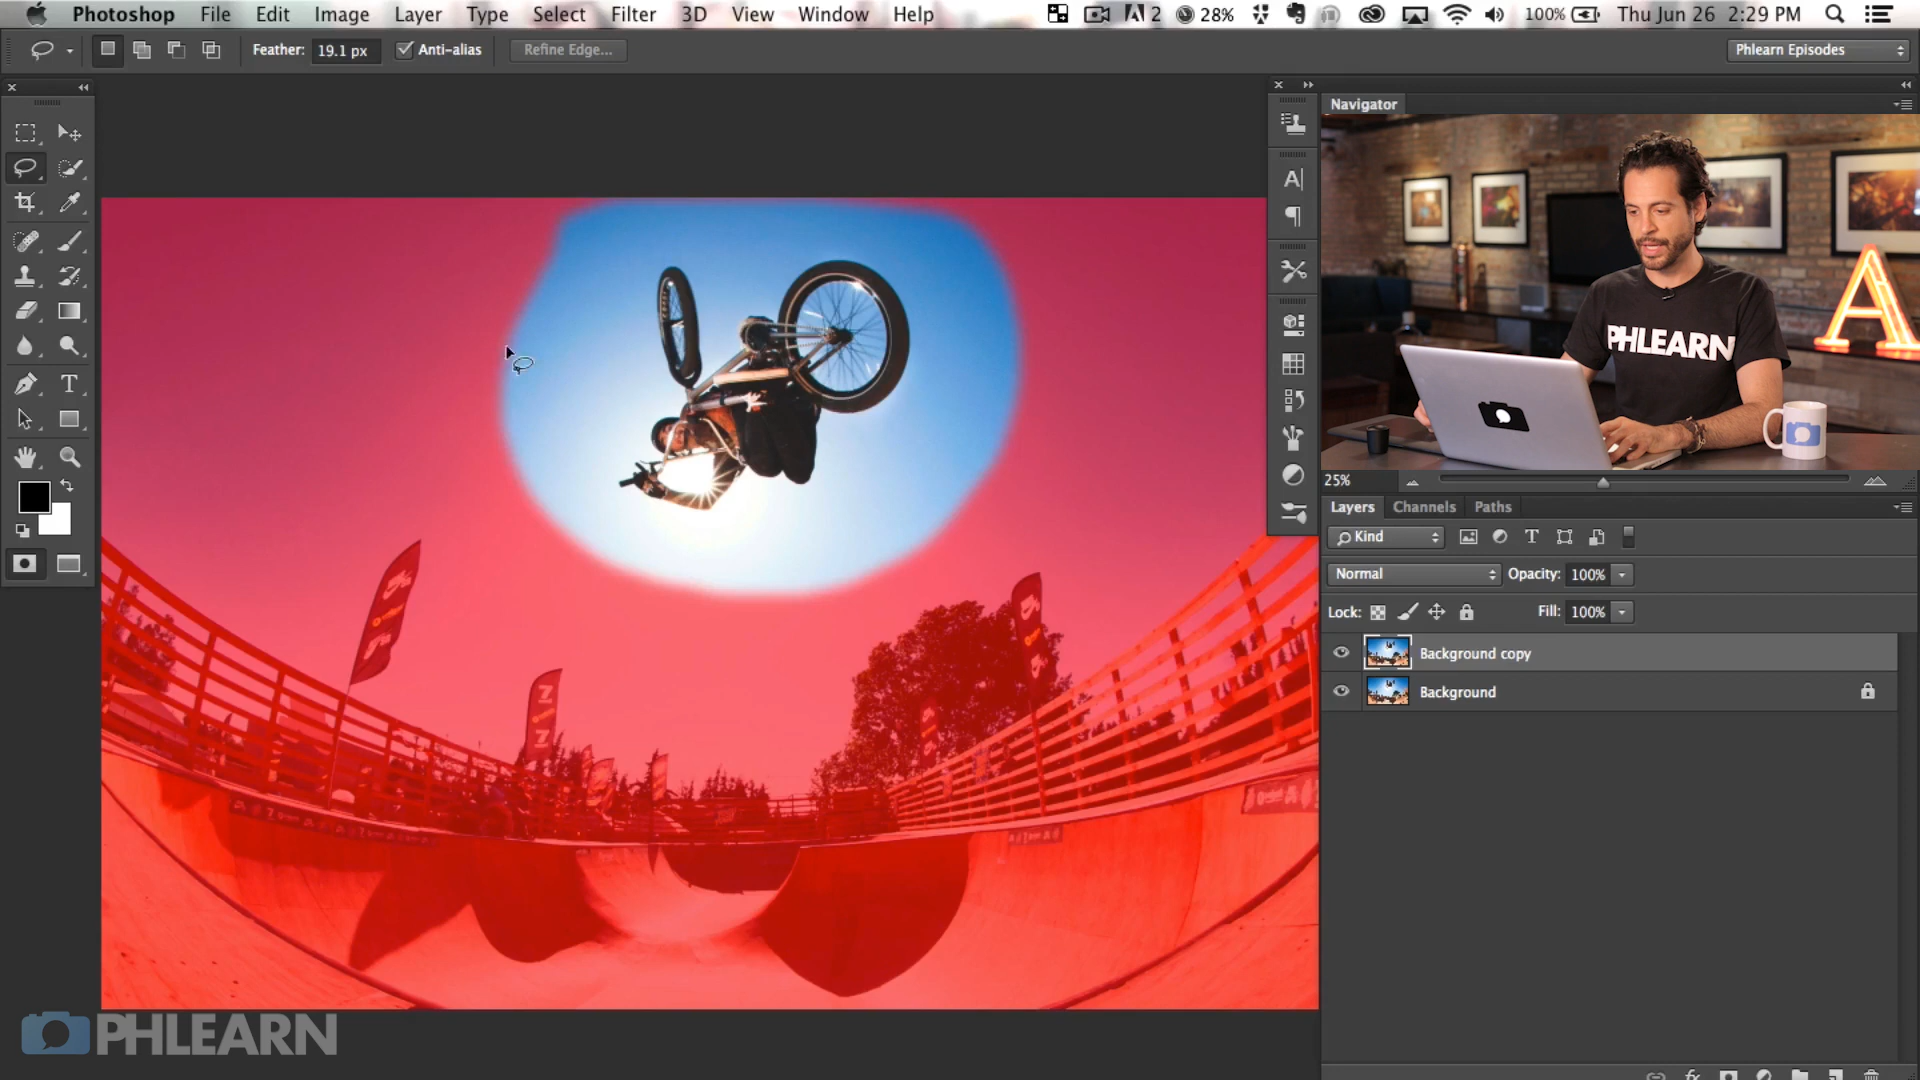 Photoshop File Edit Image Layer Type Select Filter 3D View Window Help 2 28% 100% Thu Jun 26 2:29 PM
Feather: 19.1 px Anti-alias Refine Edge... Phlearn Episodes
Navigator
PHLEARN
A
25%
Layers Channels Paths
Kind
Normal Opacity: 100%
Lock: Fill: 100%
Background copy
Background
PHLEARN